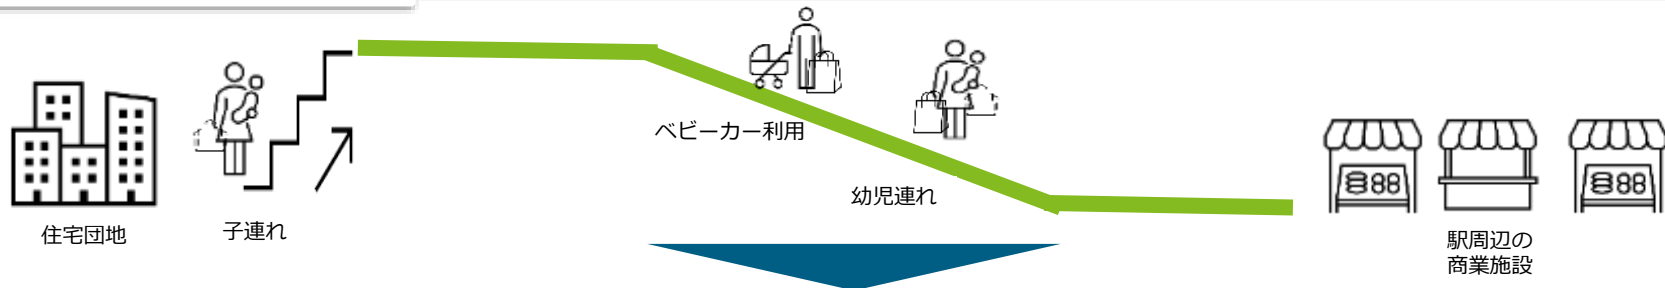 住宅団地
子連れ
ベビーカー利用
幼児連れ
駅周辺の
商業施設